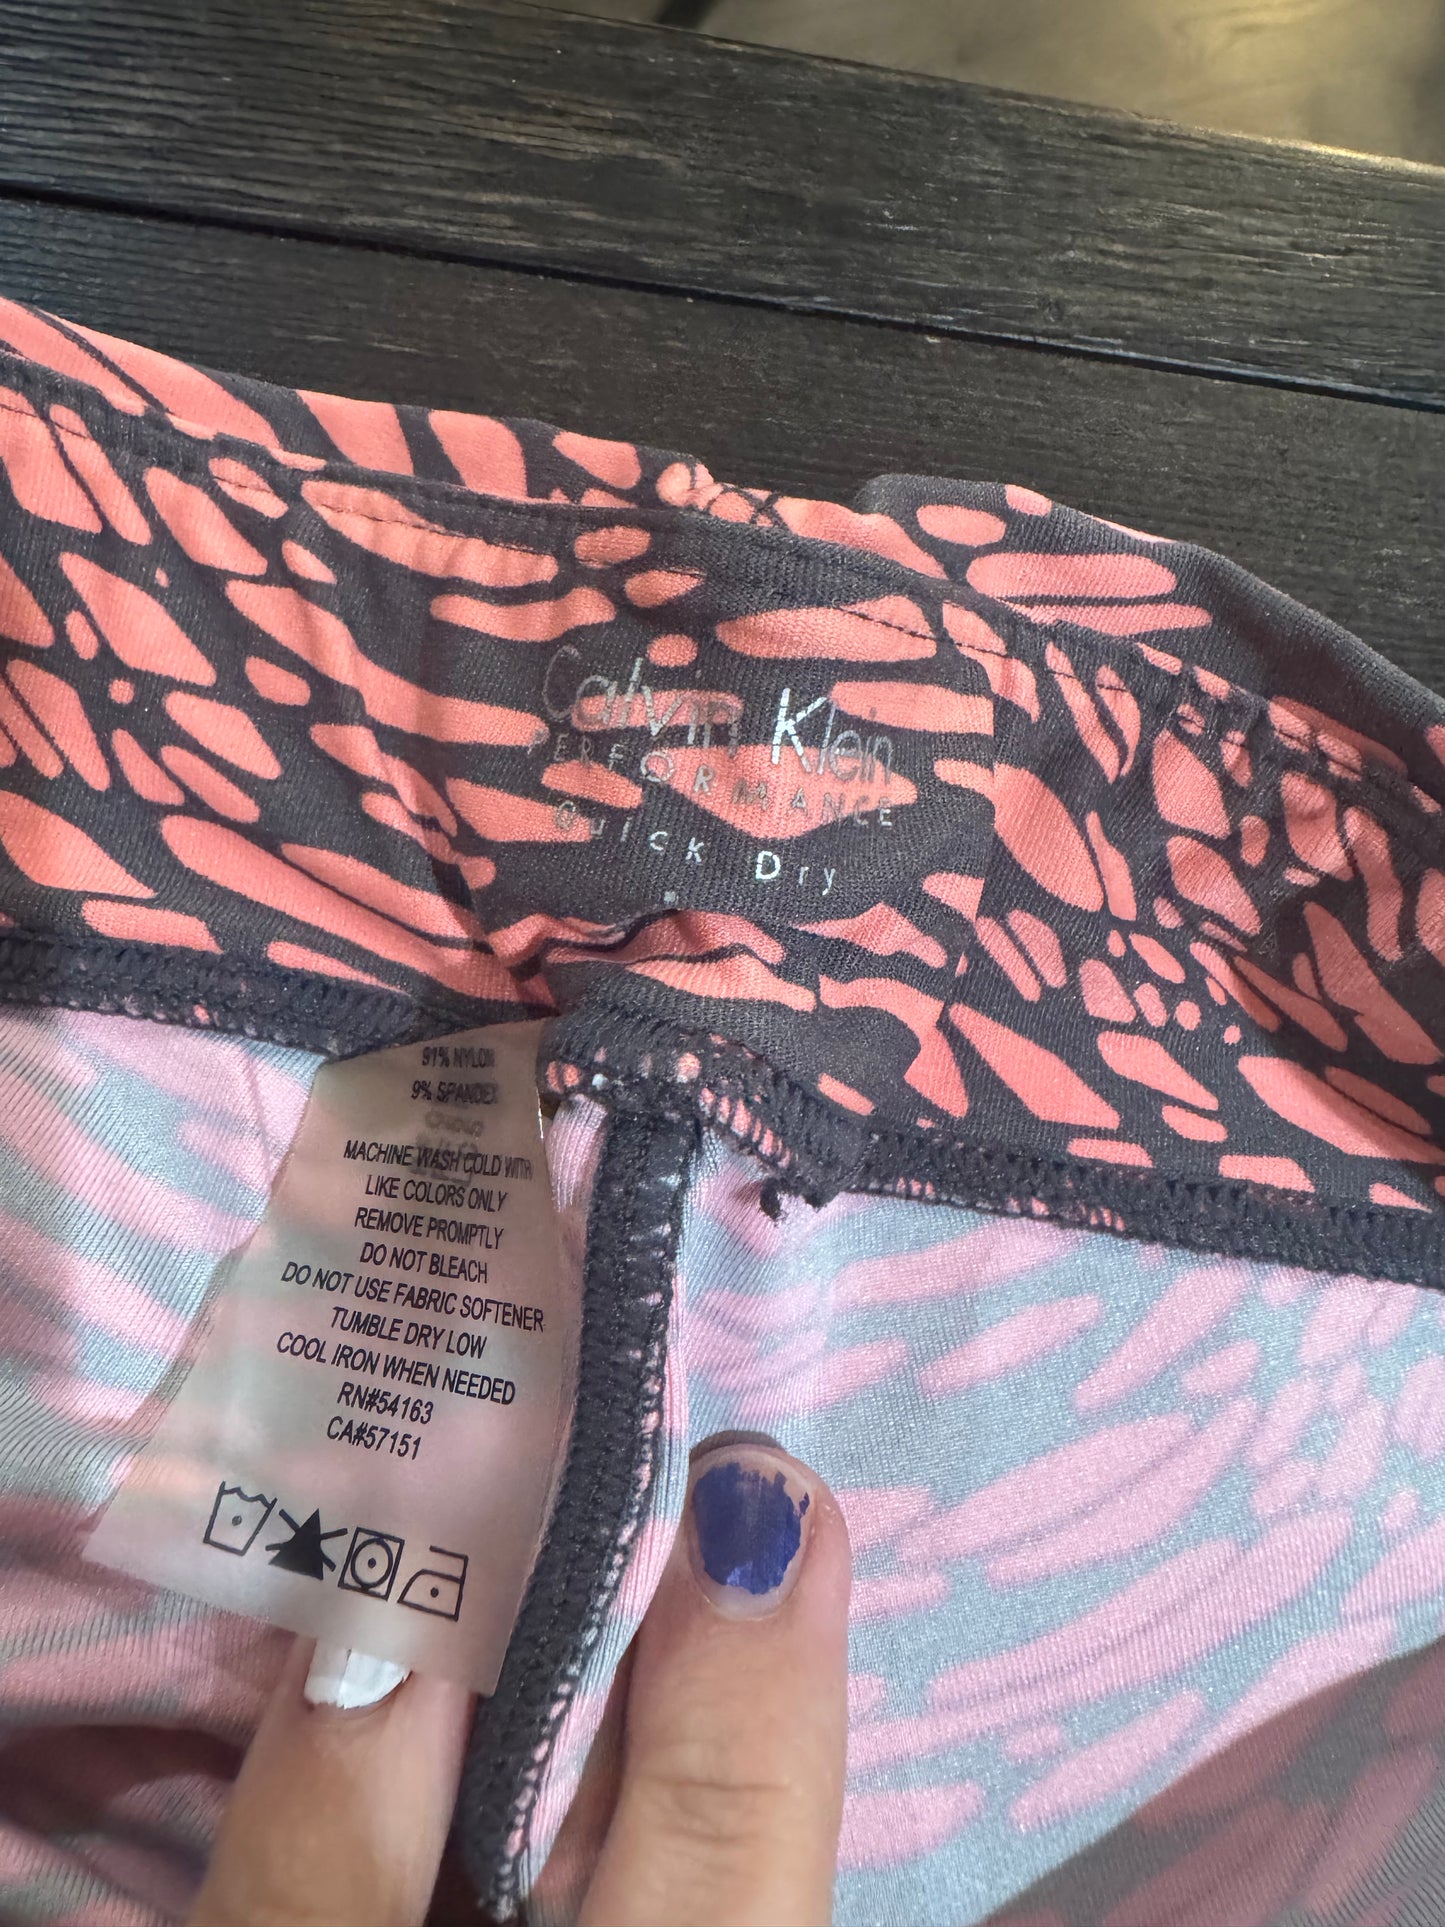 Calvin Klein
PERFORMANCE
Quick Dry
91% NYLON
9% SPANDEX
MACHINE WASH COLD WITH
LIKE COLORS ONLY
REMOVE PROMPTLY
DO NOT BLEACH
DO NOT USE FABRIC SOFTENER
TUMBLE DRY LOW
COOL IRON WHEN NEEDED
RN#54163
CA#57151